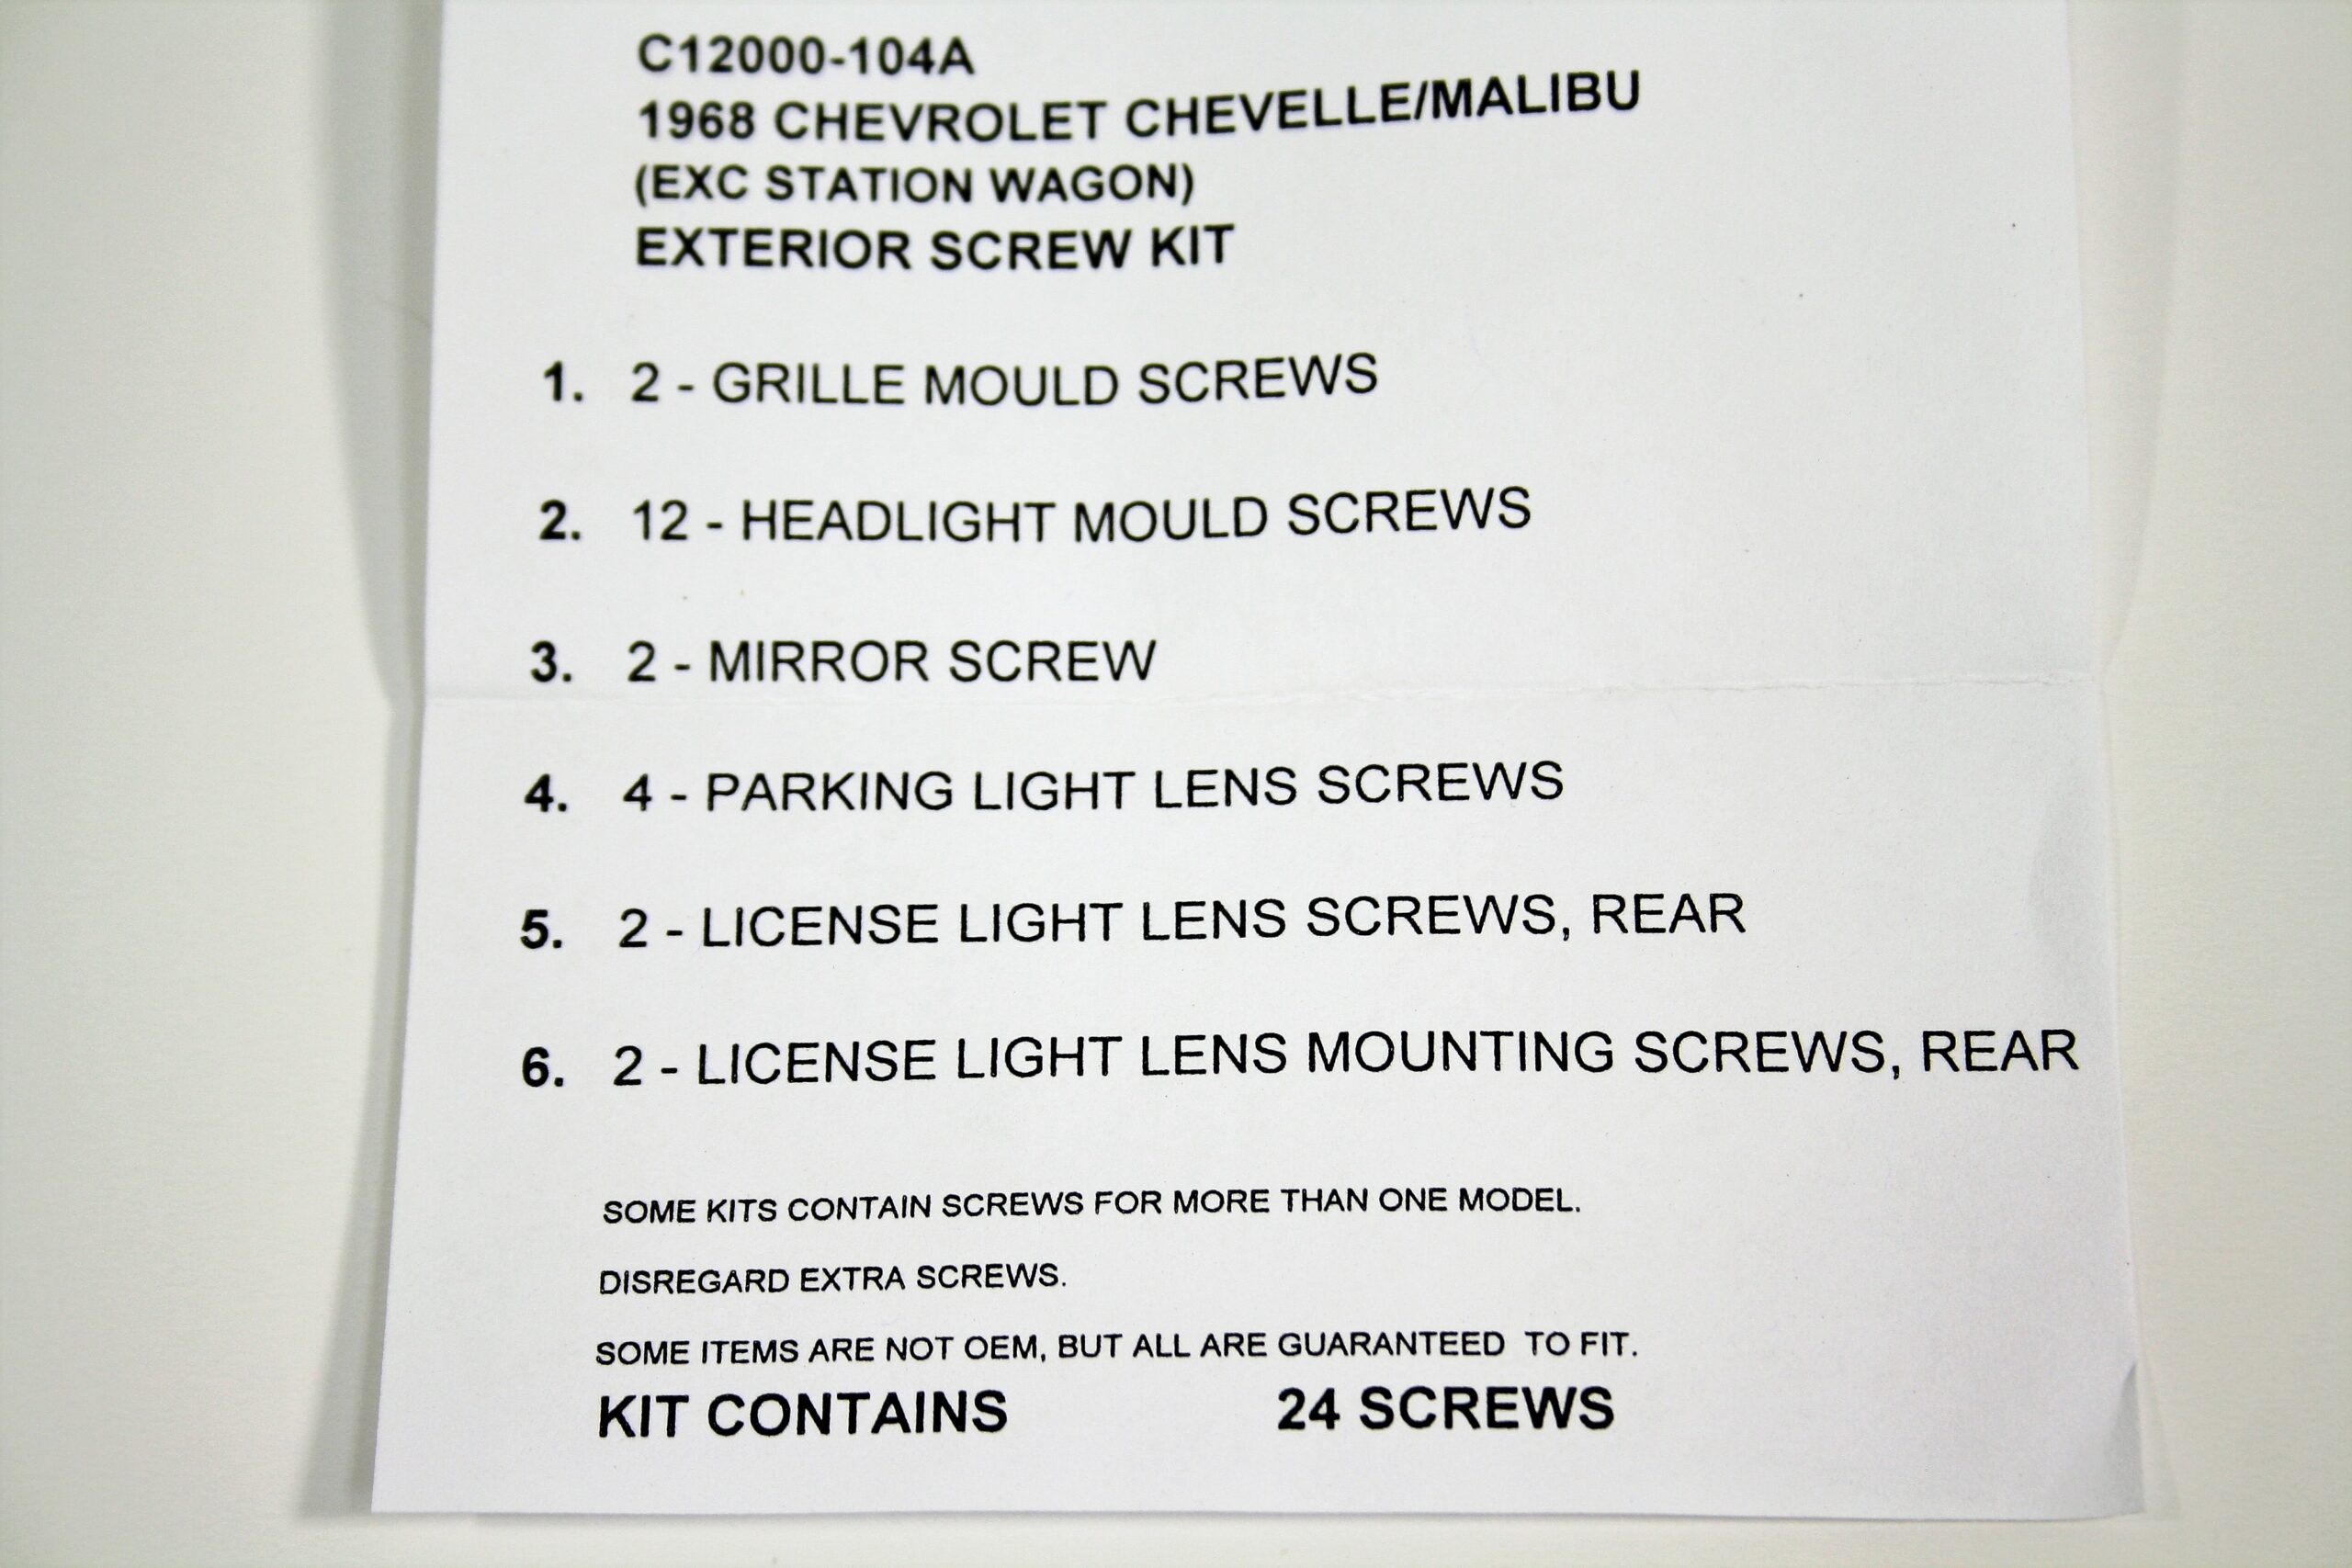 C12000-104A
1968 CHEVROLET CHEVELLE/MALIBU
(EXC STATION WAGON)
EXTERIOR SCREW KIT
1. 2 - GRILLE MOULD SCREWS
2. 12 - HEADLIGHT MOULD SCREWS
3. 2 - MIRROR SCREW
4. 4 - PARKING LIGHT LENS SCREWS
5. 2 - LICENSE LIGHT LENS SCREWS, REAR
6. 2 - LICENSE LIGHT LENS MOUNTING SCREWS, REAR
SOME KITS CONTAIN SCREWS FOR MORE THAN ONE MODEL.
DISREGARD EXTRA SCREWS.
SOME ITEMS ARE NOT OEM, BUT ALL ARE GUARANTEED TO FIT.
KIT CONTAINS 24 SCREWS